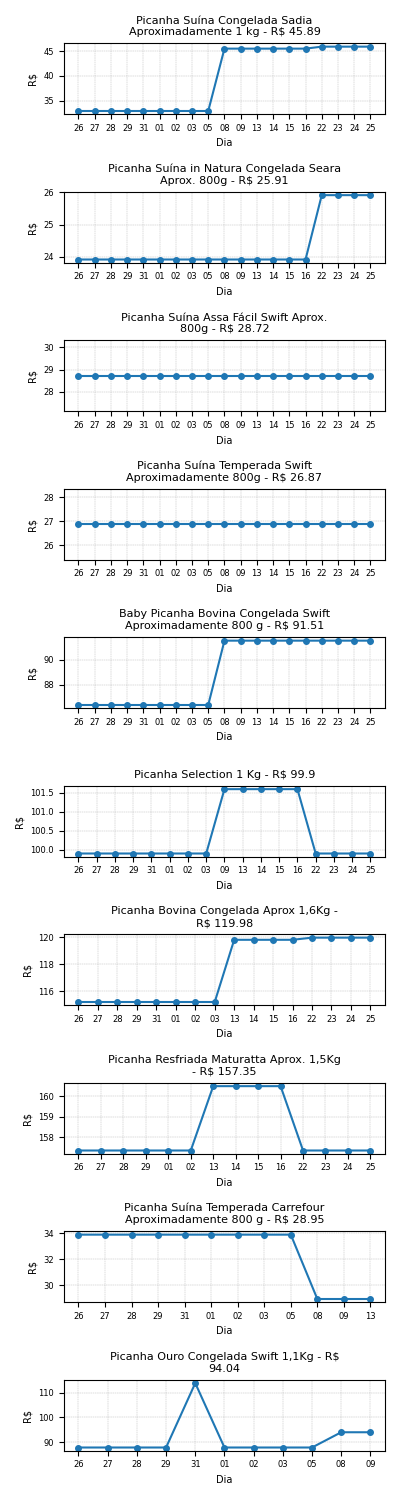 Picanha Suína Congelada Sadia
Aproximadamente 1 kg - R$ 45.89
45
40
35
R$
26 27 28 29 31 01 02 03 05 08 09 13 14 15 16 22 23 24 25
Dia
Picanha Suína in Natura Congelada Seara
Aprox. 800g - R$ 25.91
26
25
24
R$
26 27 28 29 31 01 02 03 05 08 09 13 14 15 16 22 23 24 25
Dia
Picanha Suína Assa Fácil Swift Aprox.
800g - R$ 28.72
30
29
28
R$
26 27 28 29 31 01 02 03 05 08 09 13 14 15 16 22 23 24 25
Dia
Picanha Suína Temperada Swift
Aproximadamente 800g - R$ 26.87
28
27
26
R$
26 27 28 29 31 01 02 03 05 08 09 13 14 15 16 22 23 24 25
Dia
Baby Picanha Bovina Congelada Swift
Aproximadamente 800 g - R$ 91.51
90
88
R$
26 27 28 29 31 01 02 03 05 08 09 13 14 15 16 22 23 24 25
Dia
Picanha Selection 1 Kg - R$ 99.9
101.5
101.0
100.5
100.0
R$
26 27 28 29 31 01 02 03 09 13 14 15 16 22 23 24 25
Dia
Picanha Bovina Congelada Aprox 1,6Kg -
R$ 119.98
120
118
116
R$
26 27 28 29 31 01 02 03 13 14 15 16 22 23 24 25
Dia
Picanha Resfriada Maturatta Aprox. 1,5Kg
- R$ 157.35
160
159
158
R$
26 27 28 29 01 02 13 14 15 16 22 23 24 25
Dia
Picanha Suína Temperada Carrefour
Aproximadamente 800 g - R$ 28.95
34
32
30
R$
26 27 28 29 31 01 02 03 05 08 09 13
Dia
Picanha Ouro Congelada Swift 1,1Kg - R$
94.04
110
100
90
R$
26 27 28 29 31 01 02 03 05 08 09
Dia